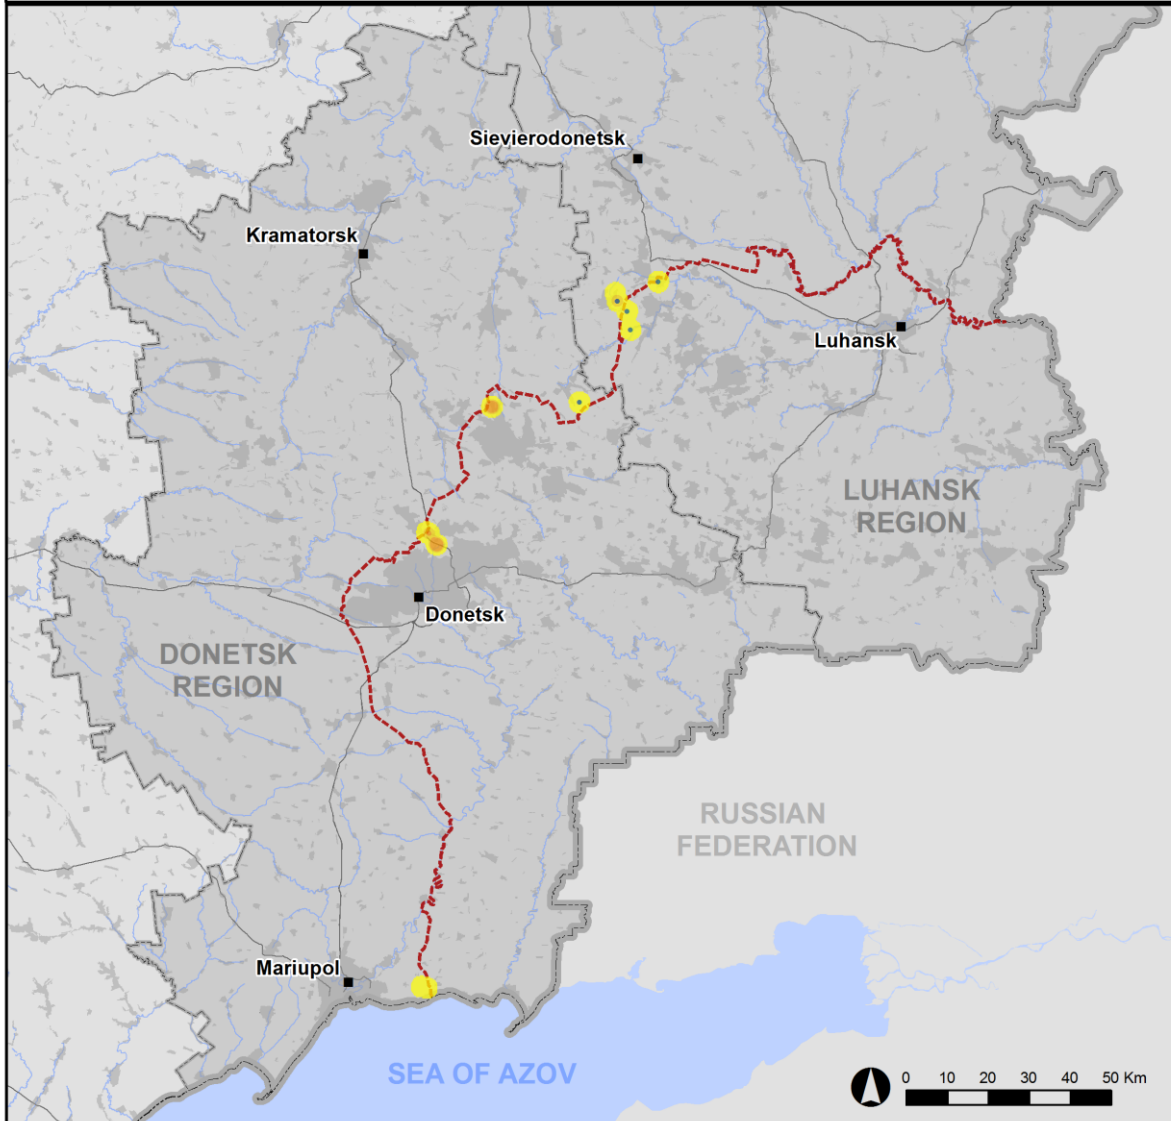 Sievierodonetsk
Kramatorsk
Luhansk
LUHANSK
REGION
Donetsk
DONETSK
REGION
RUSSIAN
FEDERATION
Mariupol
SEA OF AZOV
0 10 20 30 40 50 Km